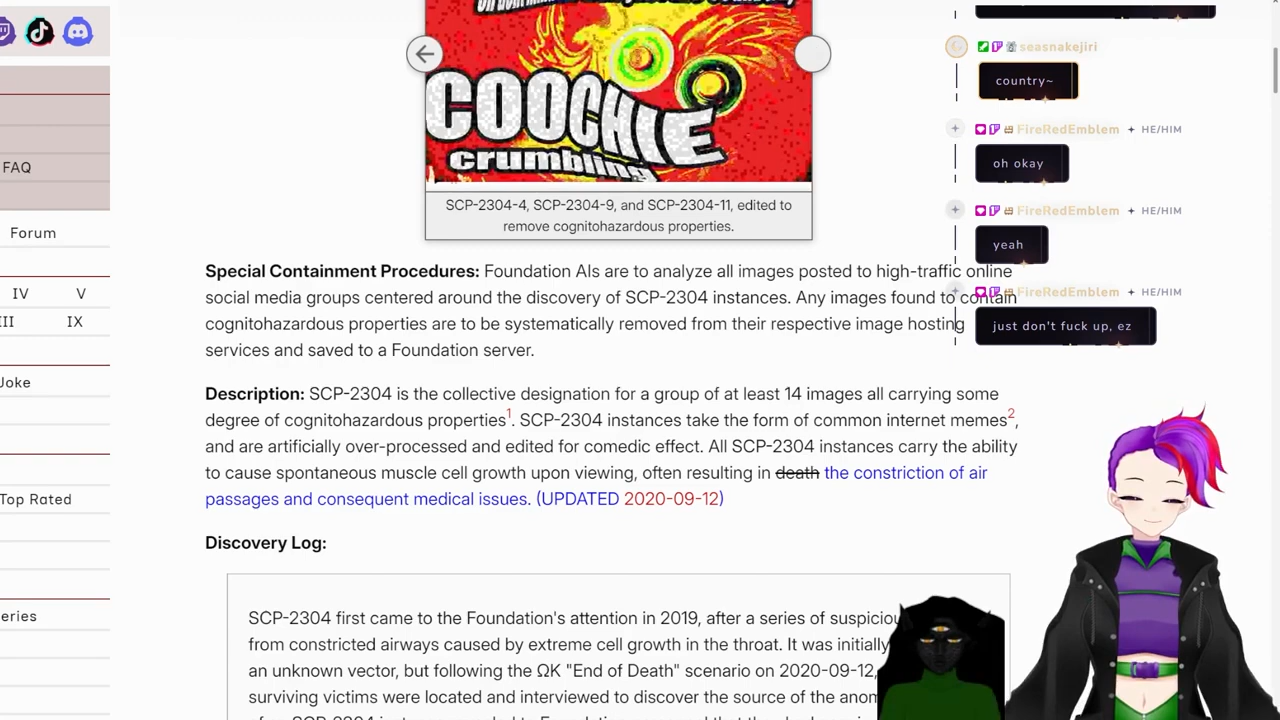 FAQ
Forum
IV V
III IX
Joke
Top Rated
eries
COOCHIE
crumbling
SCP-2304-4, SCP-2304-9, and SCP-2304-11, edited to
remove cognitohazardous properties.
Special Containment Procedures: Foundation AIs are to analyze all images posted to high-traffic online
social media groups centered around the discovery of SCP-2304 instances. Any images found to contain
cognitohazardous properties are to be systematically removed from their respective image hosting
services and saved to a Foundation server.
Description: SCP-2304 is the collective designation for a group of at least 14 images all carrying some
degree of cognitohazardous properties1. SCP-2304 instances take the form of common internet memes2,
and are artificially over-processed and edited for comedic effect. All SCP-2304 instances carry the ability
to cause spontaneous muscle cell growth upon viewing, often resulting in death the constriction of air
passages and consequent medical issues. (UPDATED 2020-09-12)
Discovery Log:
SCP-2304 first came to the Foundation's attention in 2019, after a series of suspiciou
from constricted airways caused by extreme cell growth in the throat. It was initially
an unknown vector, but following the ΩK "End of Death" scenario on 2020-09-12,
surviving victims were located and interviewed to discover the source of the anom
seasnakejiri
country~
FireRedEmblem HE/HIM
oh okay
FireRedEmblem HE/HIM
yeah
FireRedEmblem HE/HIM
just don't fuck up, ez